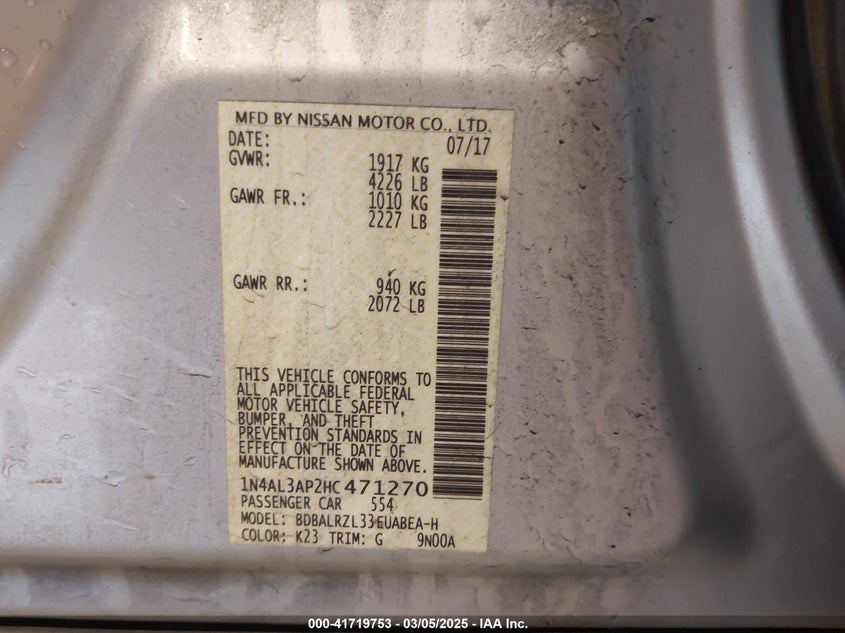 MFD BY NISSAN MOTOR CO., LTD.
DATE: 07/17
GVWR: 1917 KG
4226 LB
GAWR FR.: 1010 KG
2227 LB
GAWR RR.: 940 KG
2072 LB
THIS VEHICLE CONFORMS TO
ALL APPLICABLE FEDERAL
MOTOR VEHICLE SAFETY,
BUMPER, AND THEFT
PREVENTION STANDARDS IN
EFFECT ON THE DATE OF
MANUFACTURE SHOWN ABOVE.
1N4AL3AP2HC471270
PASSENGER CAR 554
MODEL: BDBALRZL33EUABEA-H
COLOR: K23 TRIM: G 9N00A
000-41719753 - 03/05/2025 - IAA Inc.